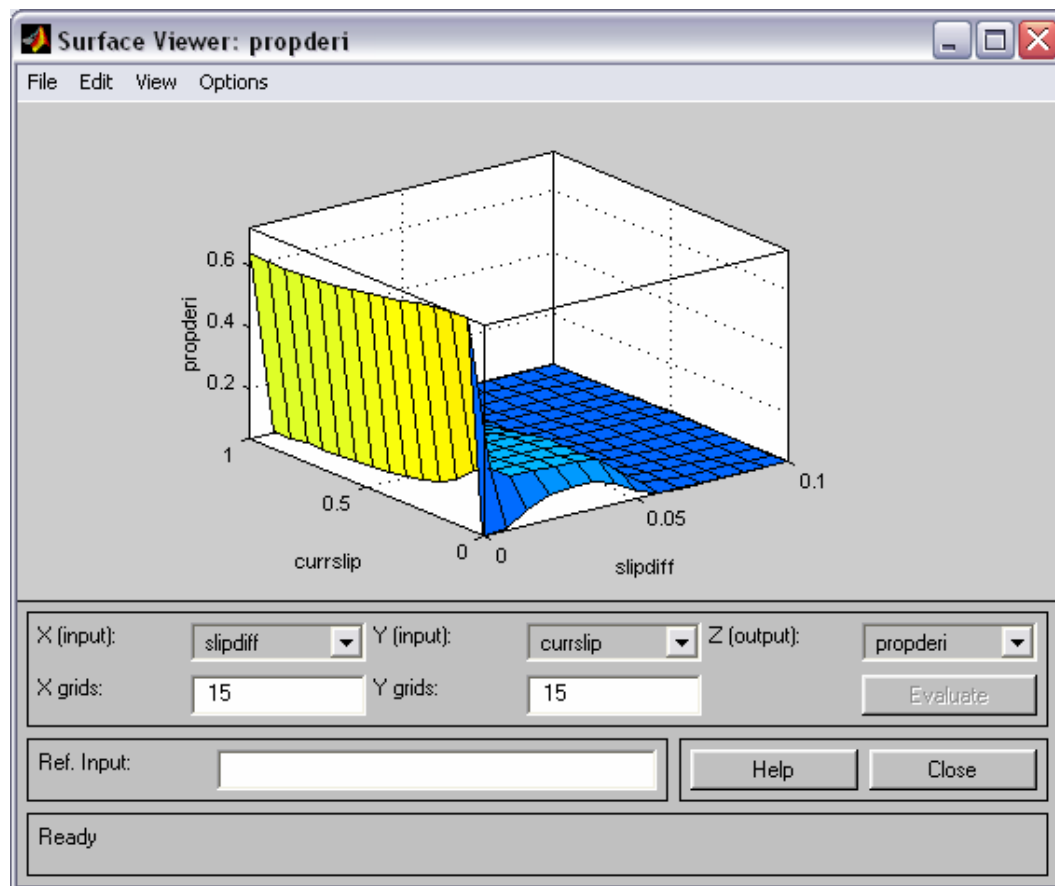 Surface Viewer: propderi
File Edit View Options
0.6
0.4
0.2
propderi
1
0.5
0
currslip
0
0.05
0.1
slipdiff
X (input): slipdiff Y (input): currslip Z (output): propderi
X grids: 15 Y grids: 15 Evaluate
Ref. Input: Help Close
Ready